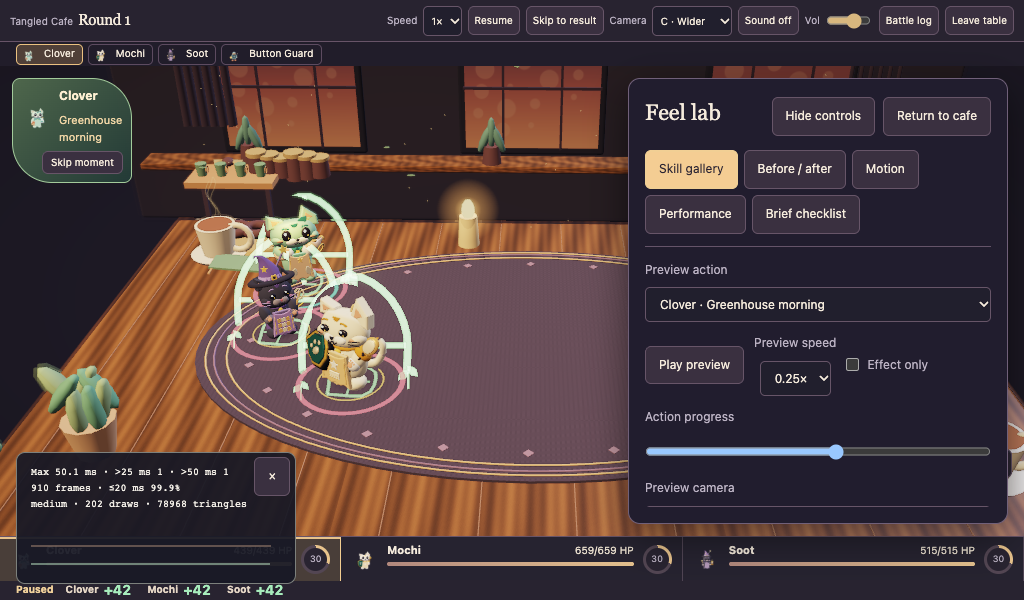 Tangled Cafe Round 1
Speed 1× Resume Skip to result Camera C · Wider Sound off Vol Battle log Leave table
Clover Mochi Soot Button Guard
Clover
Greenhouse
morning
Skip moment
Feel lab Hide controls Return to cafe
Skill gallery Before / after Motion
Performance Brief checklist
Preview action
Clover · Greenhouse morning
Preview speed
Play preview 0.25× Effect only
Action progress
Preview camera
Max 50.1 ms · >25 ms 1 · >50 ms 1
910 frames · ≤20 ms 99.9%
medium · 202 draws · 78968 triangles
×
Clover 30
Mochi 659/659 HP 30
Soot 515/515 HP 30
Paused Clover +42 Mochi +42 Soot +42